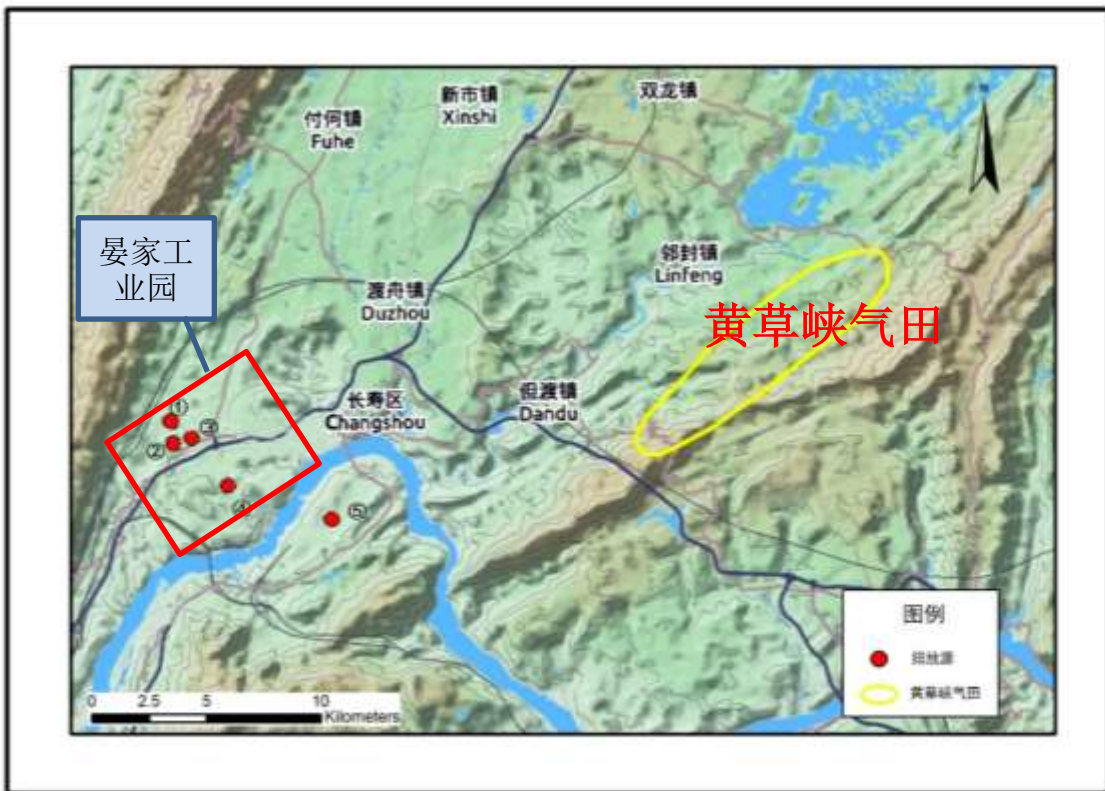 新市镇
Xinshi
双龙镇
付何镇
Fuhe
N
晏家工
业园
邻封镇
Linfeng
渡舟镇
Duzhou
黄草峡气田
长寿区
Changshou
但渡镇
Dandu
①
③
②
④
⑤
图例
排放源
黄草峡气田
0 2.5 5 10
Kilometers